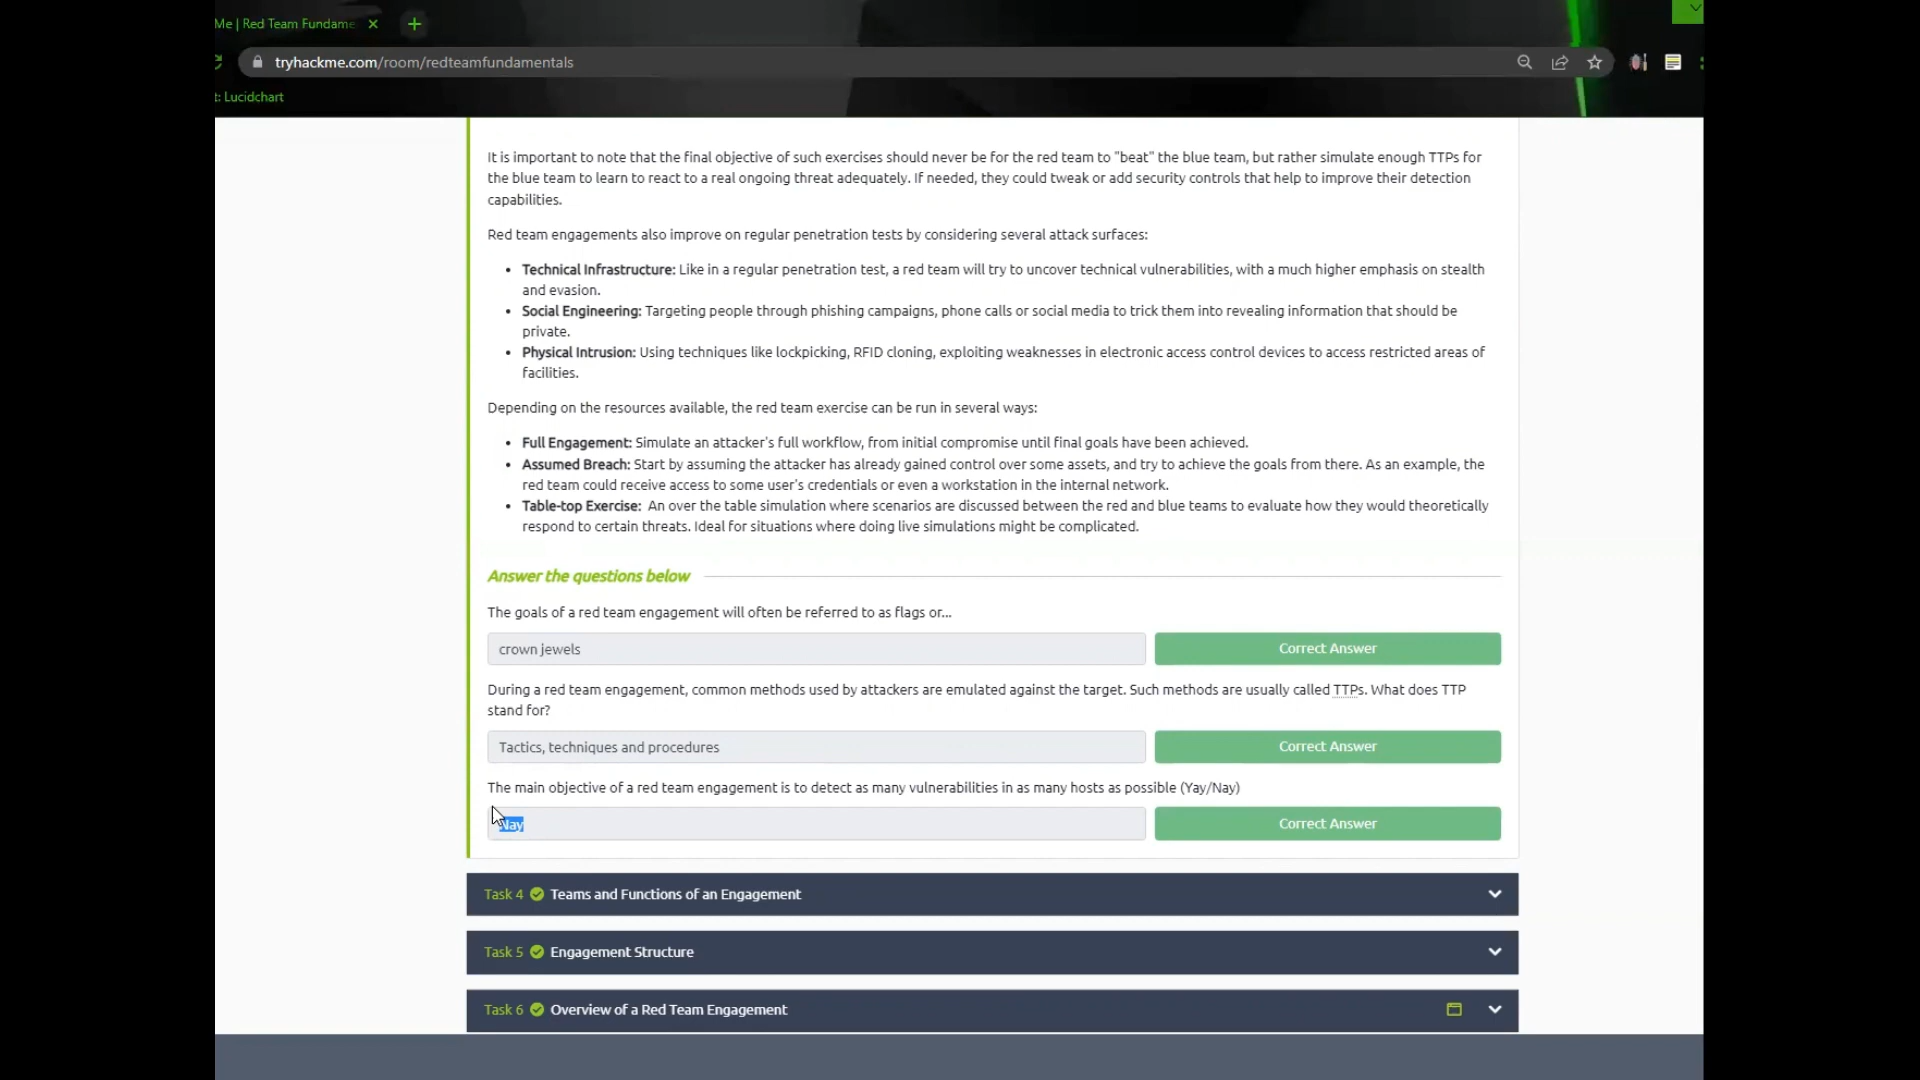 Me | Red Team Fundame
tryhackme.com/room/redteamfundamentals
t: Lucidchart
It is important to note that the final objective of such exercises should never be for the red team to "beat" the blue team, but rather simulate enough TTPs for
the blue team to learn to react to a real ongoing threat adequately. If needed, they could tweak or add security controls that help to improve their detection
capabilities.
Red team engagements also improve on regular penetration tests by considering several attack surfaces:
• Technical Infrastructure: Like in a regular penetration test, a red team will try to uncover technical vulnerabilities, with a much higher emphasis on stealth
and evasion.
• Social Engineering: Targeting people through phishing campaigns, phone calls or social media to trick them into revealing information that should be
private.
• Physical Intrusion: Using techniques like lockpicking, RFID cloning, exploiting weaknesses in electronic access control devices to access restricted areas of
facilities.
Depending on the resources available, the red team exercise can be run in several ways:
• Full Engagement: Simulate an attacker's full workflow, from initial compromise until final goals have been achieved.
• Assumed Breach: Start by assuming the attacker has already gained control over some assets, and try to achieve the goals from there. As an example, the
red team could receive access to some user's credentials or even a workstation in the internal network.
• Table-top Exercise: An over the table simulation where scenarios are discussed between the red and blue teams to evaluate how they would theoretically
respond to certain threats. Ideal for situations where doing live simulations might be complicated.
Answer the questions below
The goals of a red team engagement will often be referred to as flags or...
crown jewels Correct Answer
During a red team engagement, common methods used by attackers are emulated against the target. Such methods are usually called TTPs. What does TTP
stand for?
Tactics, techniques and procedures Correct Answer
The main objective of a red team engagement is to detect as many vulnerabilities in as many hosts as possible (Yay/Nay)
Nay Correct Answer
Task 4 Teams and Functions of an Engagement
Task 5 Engagement Structure
Task 6 Overview of a Red Team Engagement